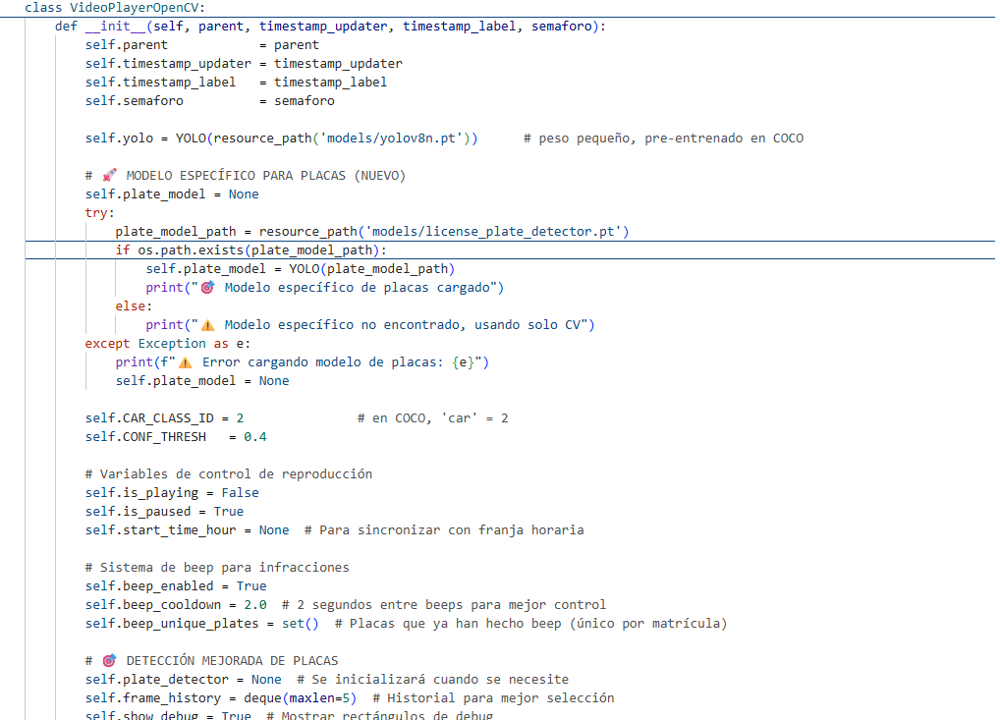 class VideoPlayerOpenCV:
    def __init__(self, parent, timestamp_updater, timestamp_label, semaforo):
        self.parent            = parent
        self.timestamp_updater = timestamp_updater
        self.timestamp_label   = timestamp_label
        self.semaforo          = semaforo

        self.yolo = YOLO(resource_path('models/yolov8n.pt'))      # peso pequeño, pre-entrenado en COCO

        # 🚀 MODELO ESPECÍFICO PARA PLACAS (NUEVO)
        self.plate_model = None
        try:
            plate_model_path = resource_path('models/license_plate_detector.pt')
            if os.path.exists(plate_model_path):
                self.plate_model = YOLO(plate_model_path)
                print("🎯 Modelo específico de placas cargado")
            else:
                print("⚠️ Modelo específico no encontrado, usando solo CV")
        except Exception as e:
            print(f"⚠️ Error cargando modelo de placas: {e}")
            self.plate_model = None

        self.CAR_CLASS_ID = 2               # en COCO, 'car' = 2
        self.CONF_THRESH   = 0.4

        # Variables de control de reproducción
        self.is_playing = False
        self.is_paused = True
        self.start_time_hour = None  # Para sincronizar con franja horaria

        # Sistema de beep para infracciones
        self.beep_enabled = True
        self.beep_cooldown = 2.0  # 2 segundos entre beeps para mejor control
        self.beep_unique_plates = set()  # Placas que ya han hecho beep (único por matrícula)

        # 🎯 DETECCIÓN MEJORADA DE PLACAS
        self.plate_detector = None  # Se inicializará cuando se necesite
        self.frame_history = deque(maxlen=5)  # Historial para mejor selección
        self.show_debug = True  # Mostrar rectángulos de debug